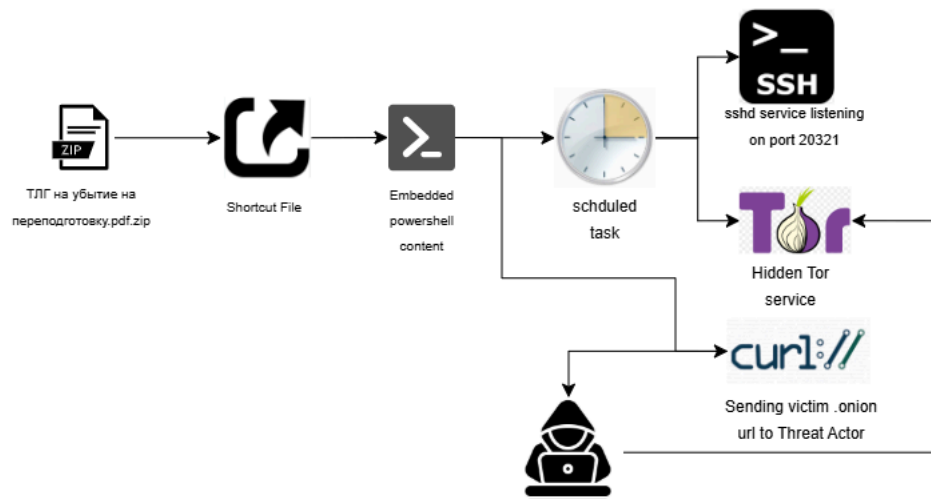 >_
SSH
sshd service listening
on port 20321
ZIP
ТЛГ на убытие на
переподготовку.pdf.zip
Shortcut File
Embedded
powershell
content
schduled
task
Tor
Hidden Tor
service
curl://
Sending victim .onion
url to Threat Actor